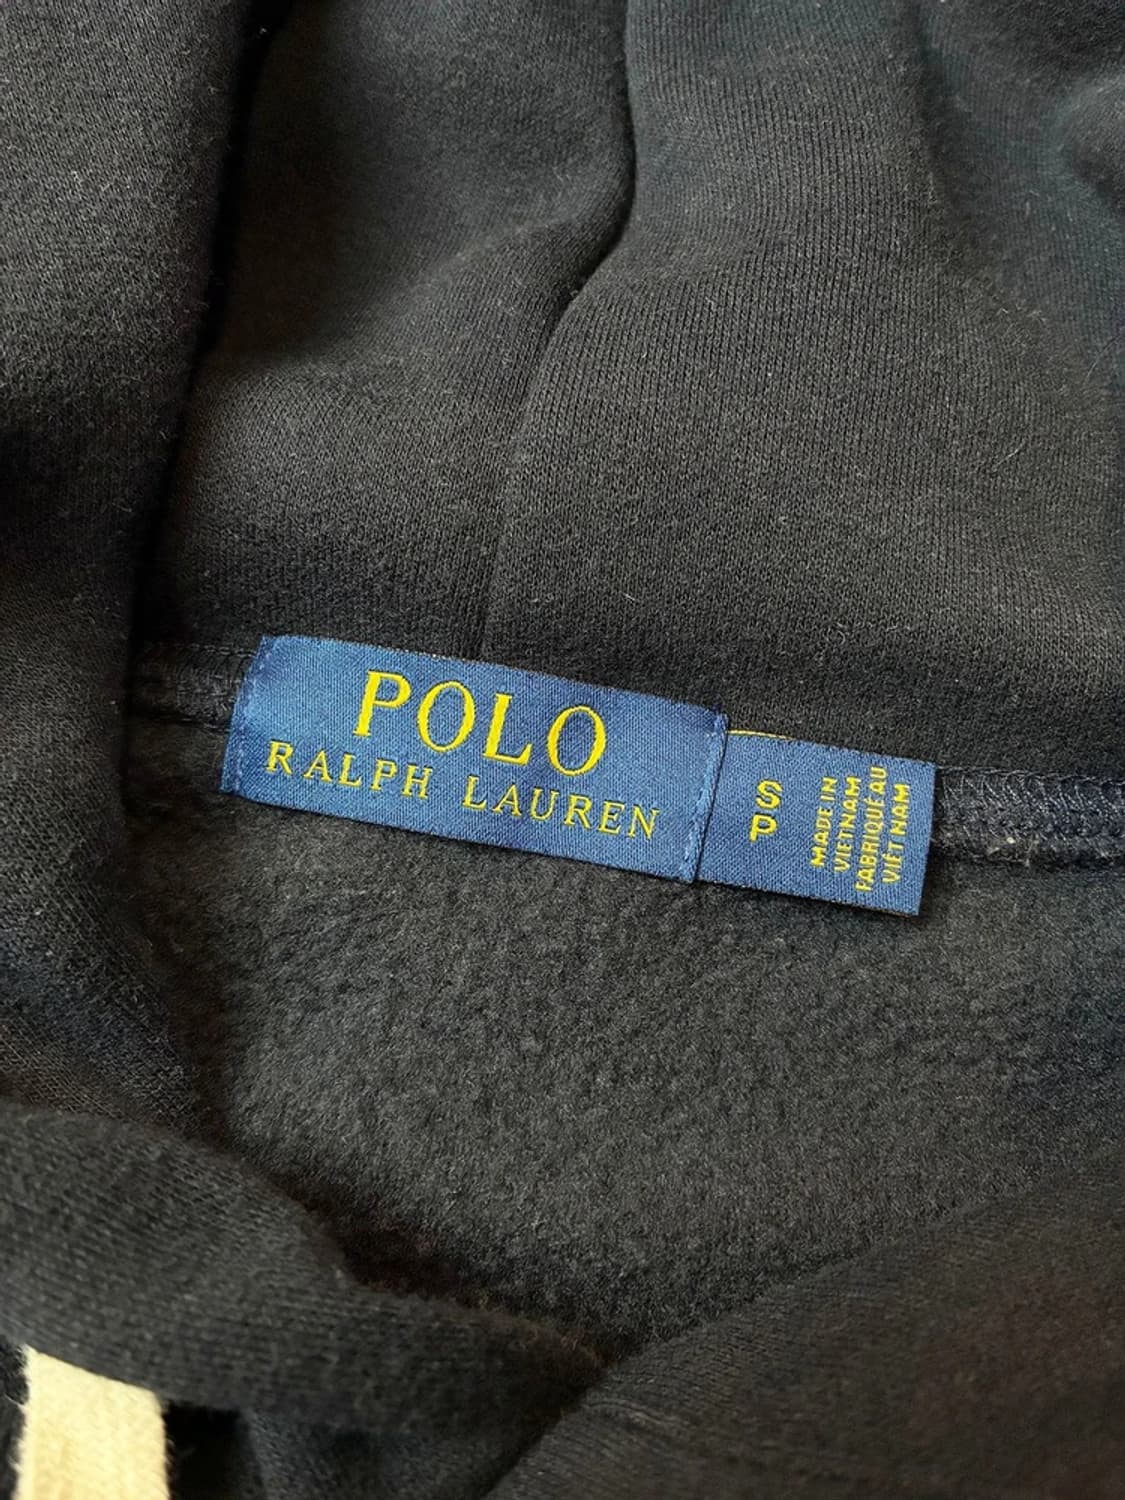 POLO
RALPH LAUREN
S
P
MADE IN
VIETNAM
FABRIQUÉ AU
VIÊT NAM